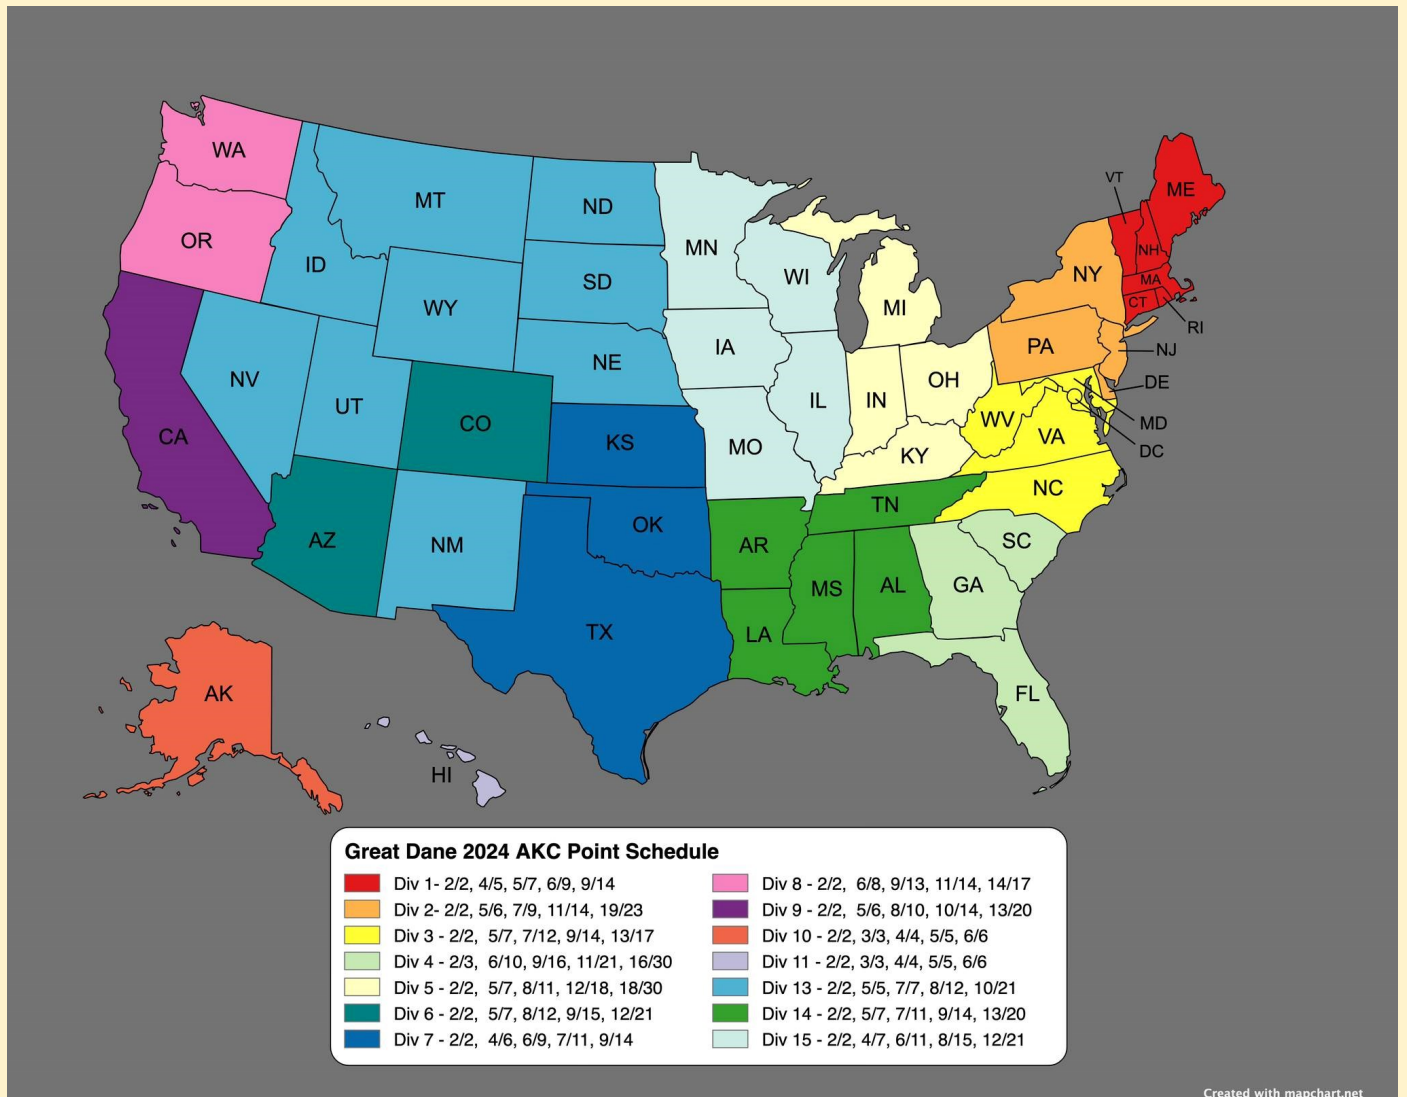 WA
OR
CA
MT
ID
WY
NV
UT
CO
AZ
NM
ND
SD
NE
KS
OK
TX
MN
IA
MO
WI
IL
MI
IN
OH
KY
TN
AR
LA
MS
AL
GA
SC
FL
NC
VA
WV
PA
NY
VT
NH
ME
MA
CT
RI
NJ
DE
MD
DC
AK
HI
Great Dane 2024 AKC Point Schedule
Div 1- 2/2, 4/5, 5/7, 6/9, 9/14
Div 2- 2/2, 5/6, 7/9, 11/14, 19/23
Div 3 - 2/2, 5/7, 7/12, 9/14, 13/17
Div 4 - 2/3, 6/10, 9/16, 11/21, 16/30
Div 5 - 2/2, 5/7, 8/11, 12/18, 18/30
Div 6 - 2/2, 5/7, 8/12, 9/15, 12/21
Div 7 - 2/2, 4/6, 6/9, 7/11, 9/14
Div 8 - 2/2, 6/8, 9/13, 11/14, 14/17
Div 9 - 2/2, 5/6, 8/10, 10/14, 13/20
Div 10 - 2/2, 3/3, 4/4, 5/5, 6/6
Div 11 - 2/2, 3/3, 4/4, 5/5, 6/6
Div 13 - 2/2, 5/5, 7/7, 8/12, 10/21
Div 14 - 2/2, 5/7, 7/11, 9/14, 13/20
Div 15 - 2/2, 4/7, 6/11, 8/15, 12/21
Created with mapchart.net